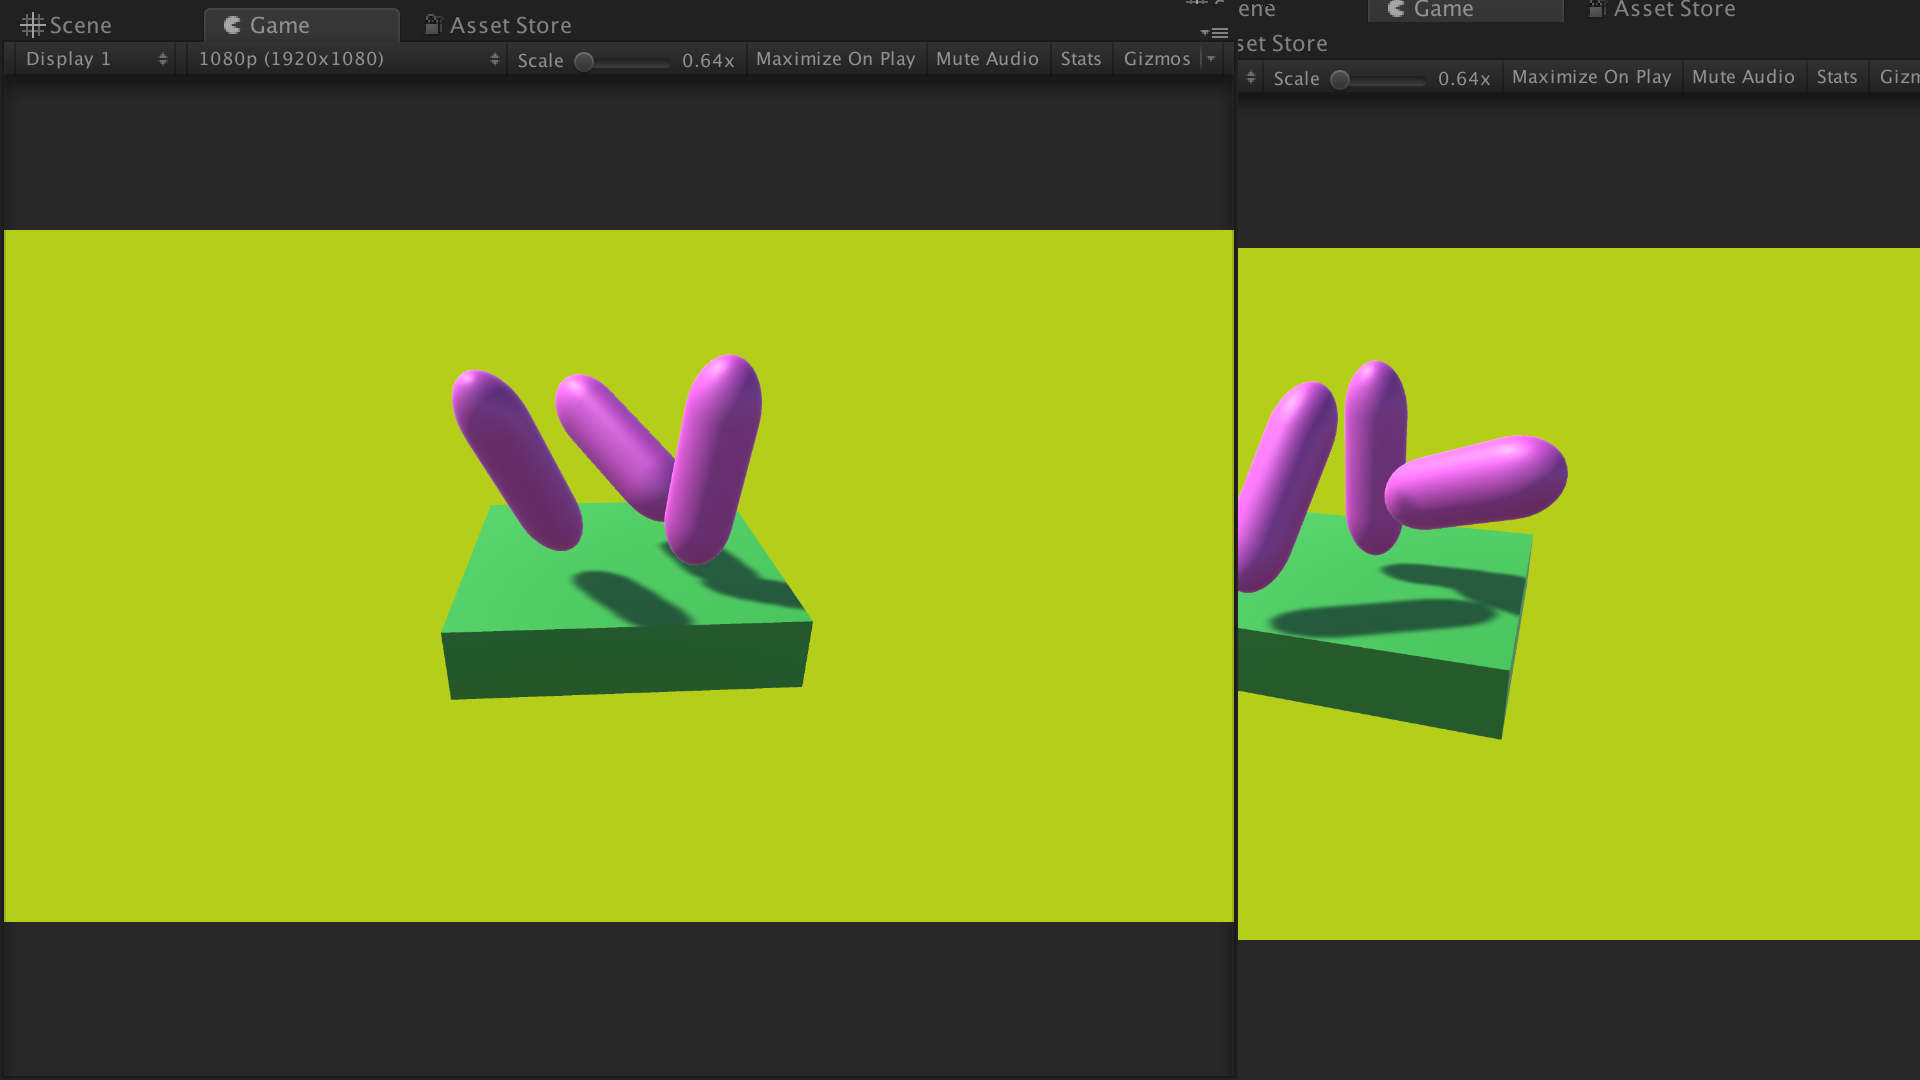 Scene Game Asset Store
Display 1 1080p (1920x1080) Scale 0.64x Maximize On Play Mute Audio Stats Gizmos
ene Game Asset Store
set Store
Scale 0.64x Maximize On Play Mute Audio Stats Gizm